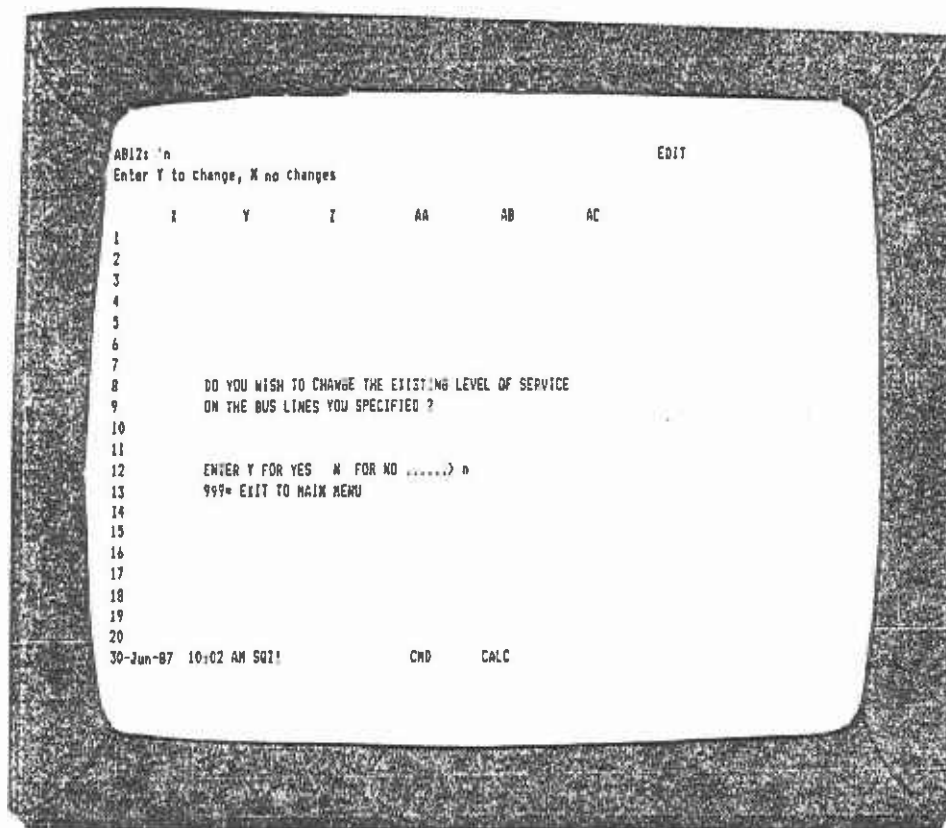 AB12: 'n EDIT
Enter Y to change, N no changes
X Y Z AA AB AC
1
2
3
4
5
6
7
8 DO YOU WISH TO CHANGE THE EXISTING LEVEL OF SERVICE
9 ON THE BUS LINES YOU SPECIFIED ?
10
11
12 ENTER Y FOR YES N FOR NO ......> n
13 999= EXIT TO MAIN MENU
14
15
16
17
18
19
20
30-Jun-87 10:02 AM SQZ! CMD CALC